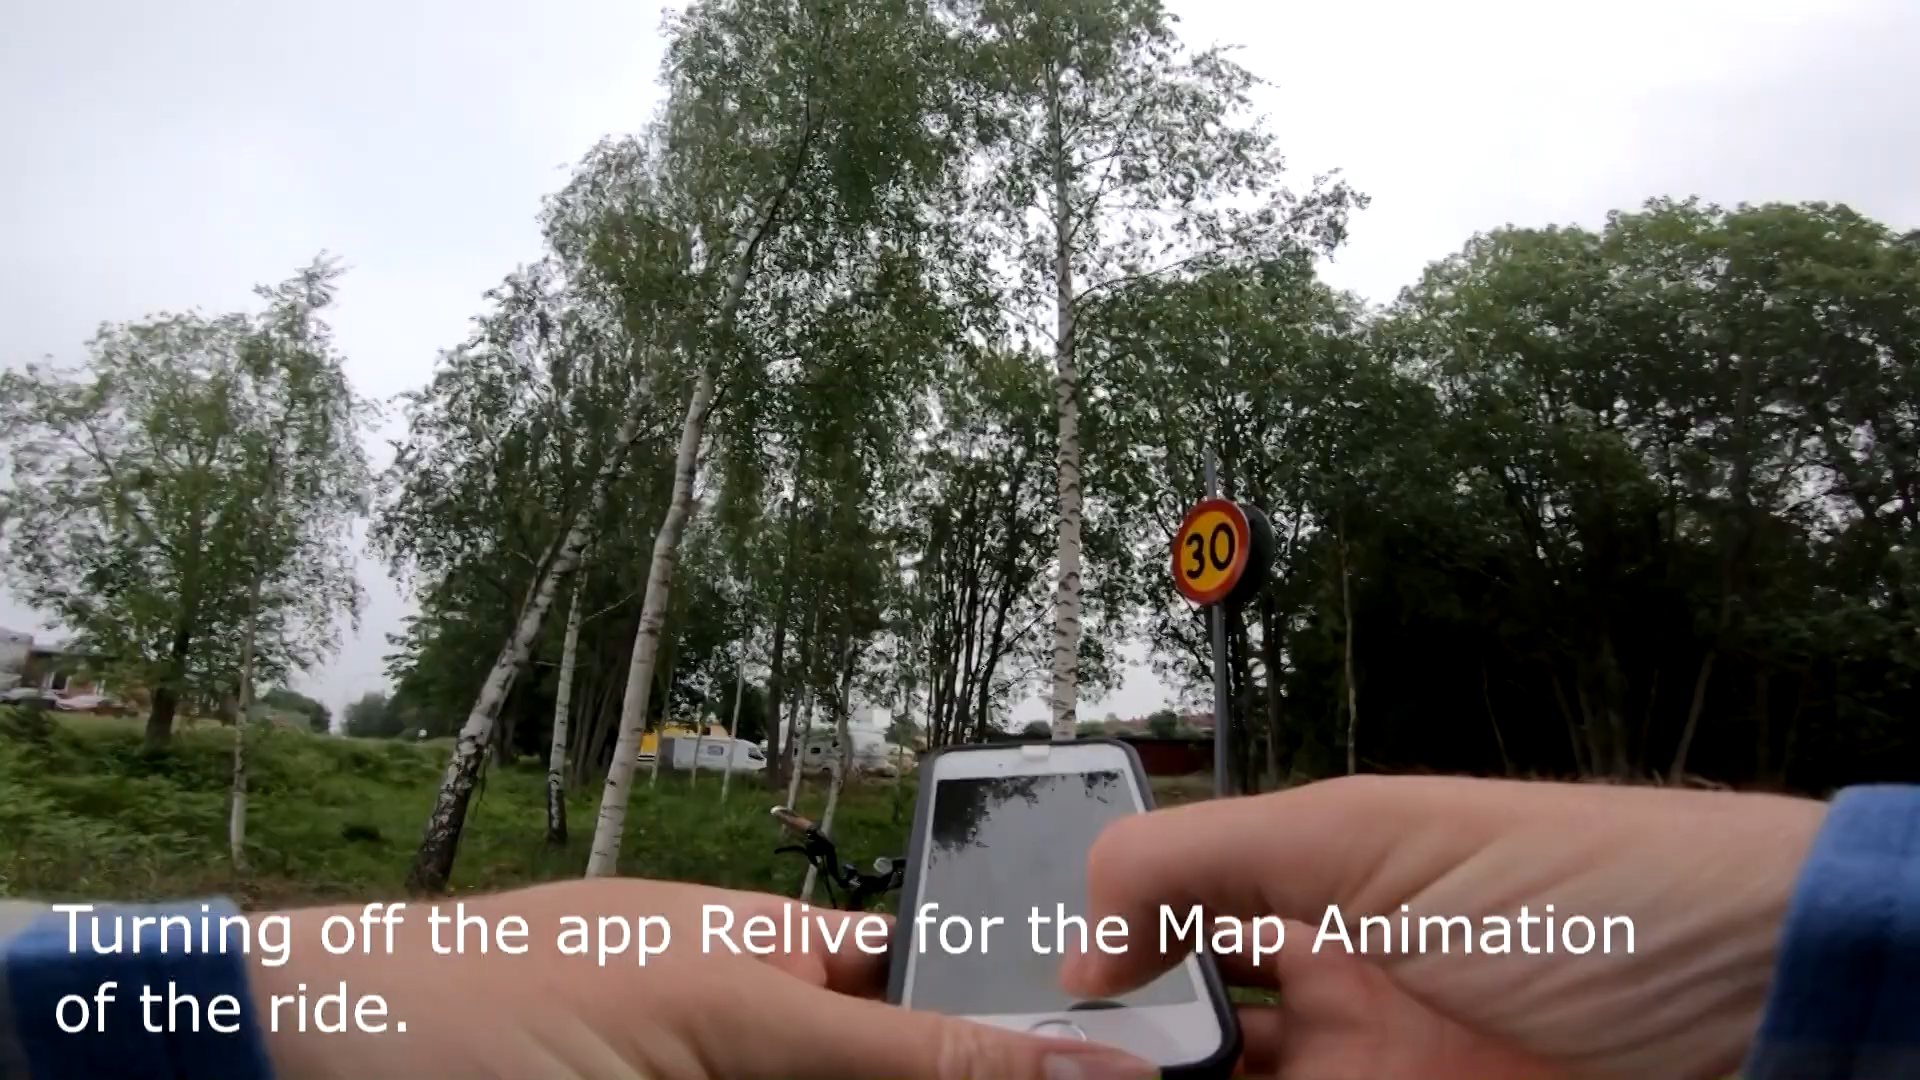 30
Turning off the app Relive for the Map Animation
of the ride.